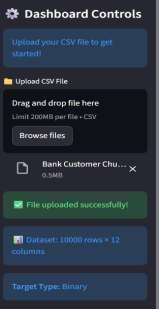 ⚙️ Dashboard Controls
Upload your CSV file to get
started!
📁 Upload CSV File
Drag and drop file here
Limit 200MB per file • CSV
Browse files
Bank Customer Chu... ×
0.5MB
✅ File uploaded successfully!
📊 Dataset: 10000 rows × 12
columns
Target Type: Binary